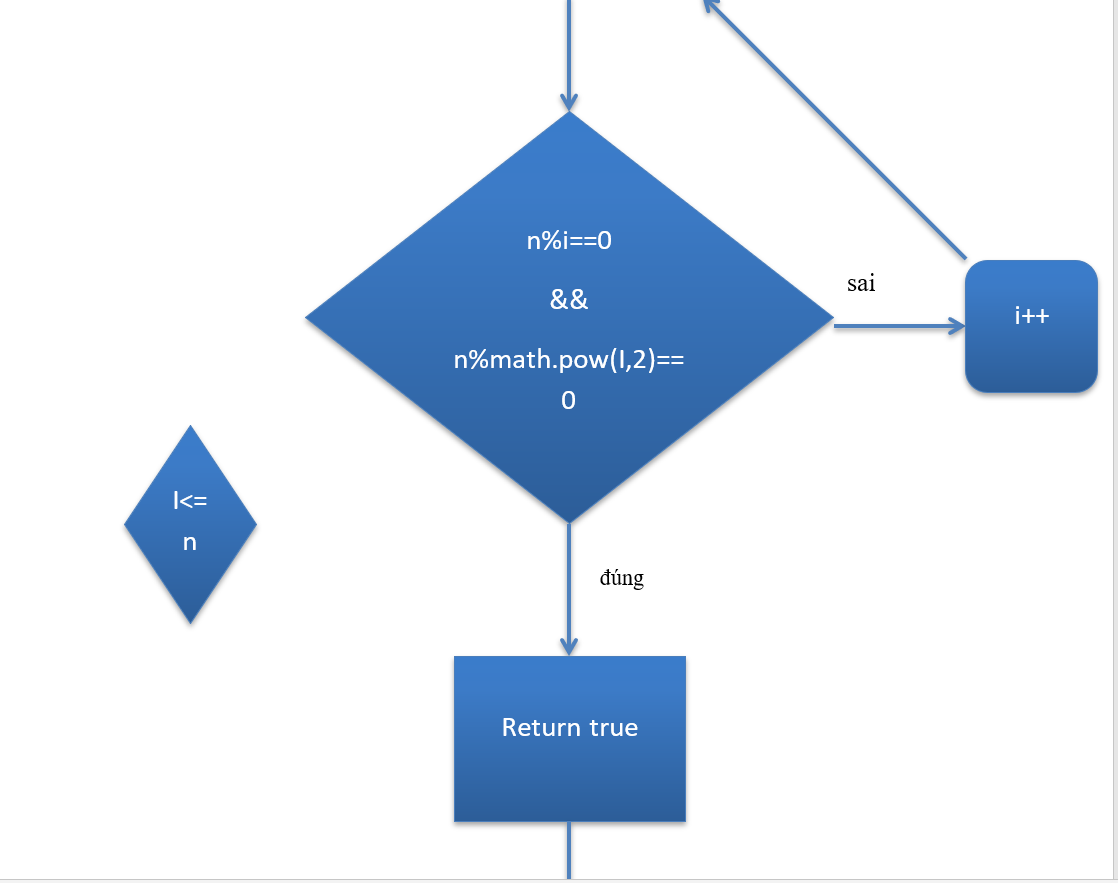 n%i==0
&&
n%math.pow(I,2)==
0
sai
i++
I<=
n
đúng
Return true